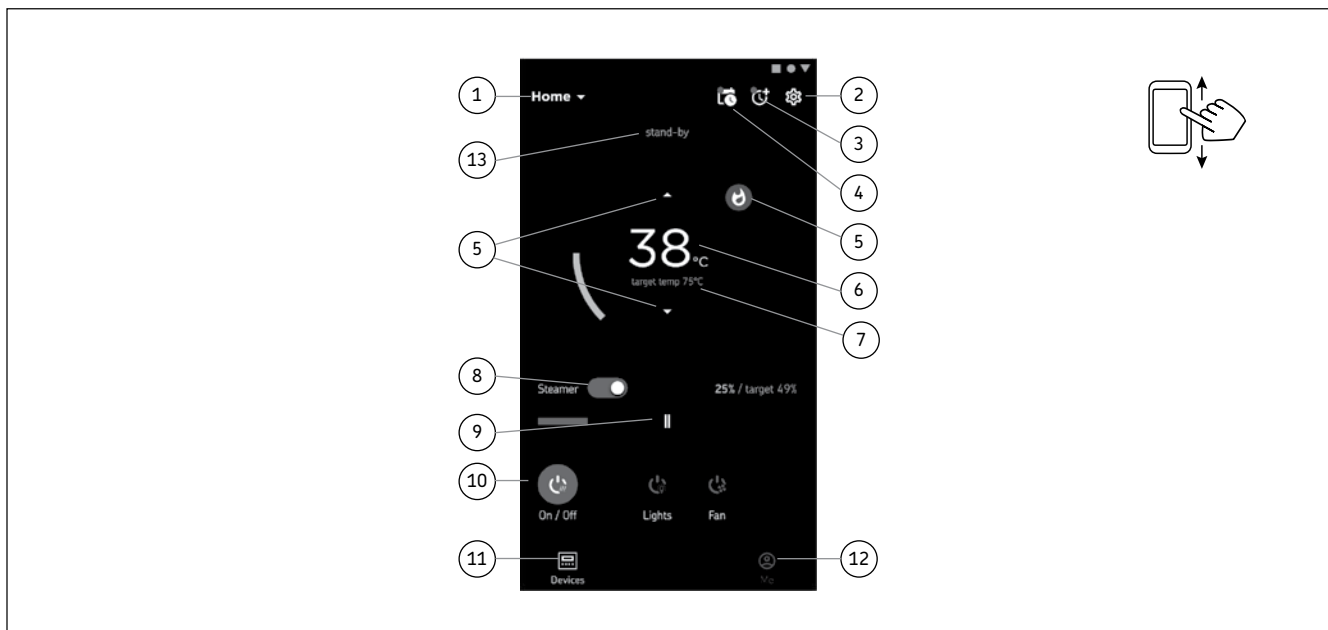 1
Home
2
stand-by
3
13
4
5
5
38°C
6
target temp 75°C
7
8
Steamer
25% / target 49%
9
10
On / Off
Lights
Fan
11
12
Devices
Me